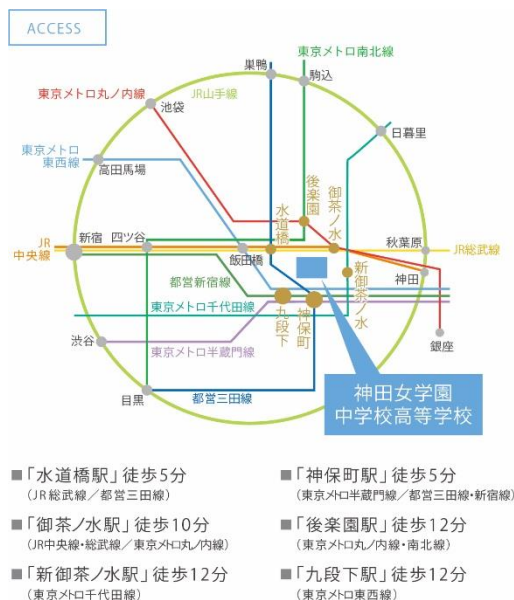 ACCESS
東京メトロ南北線
巣鴨
駒込
東京メトロ丸ノ内線
JR山手線
池袋
日暮里
東京メトロ
東西線
高田馬場
後楽園
御茶ノ水
水道橋
新宿
四ツ谷
秋葉原
JR
中央線
JR総武線
飯田橋
神田
都営新宿線
新御茶ノ水
東京メトロ千代田線
九段下
神保町
渋谷
東京メトロ半蔵門線
銀座
目黒
都営三田線
神田女学園
中学校高等学校
■「水道橋駅」徒歩5分
(JR総武線/都営三田線)
■「御茶ノ水駅」徒歩10分
(JR中央線・総武線/東京メトロ丸ノ内線)
■「新御茶ノ水駅」徒歩12分
(東京メトロ千代田線)
■「神保町駅」徒歩5分
(東京メトロ半蔵門線/都営三田線・新宿線)
■「後楽園駅」徒歩12分
(東京メトロ丸ノ内線・南北線)
■「九段下駅」徒歩12分
(東京メトロ東西線)